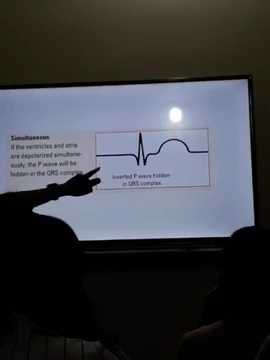 Simultaneous
If the ventricles and atria
are depolarized simultane-
ously, the P wave will be
hidden in the QRS complex
Inverted P wave hidden
in QRS complex